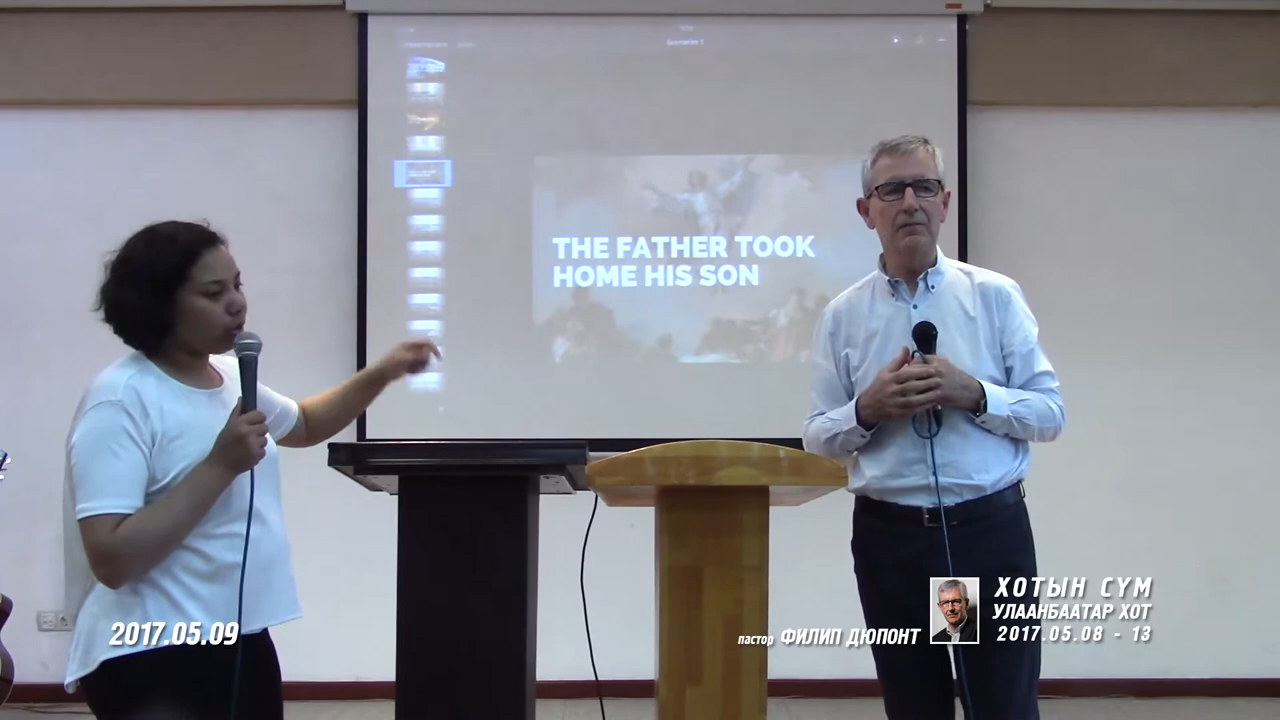 THE FATHER TOOK
HOME HIS SON
2017.05.09
пастор ФИЛИП ДЮПОНТ
ХОТЫН СҮМ
УЛААНБААТАР ХОТ
2017.05.08 - 13